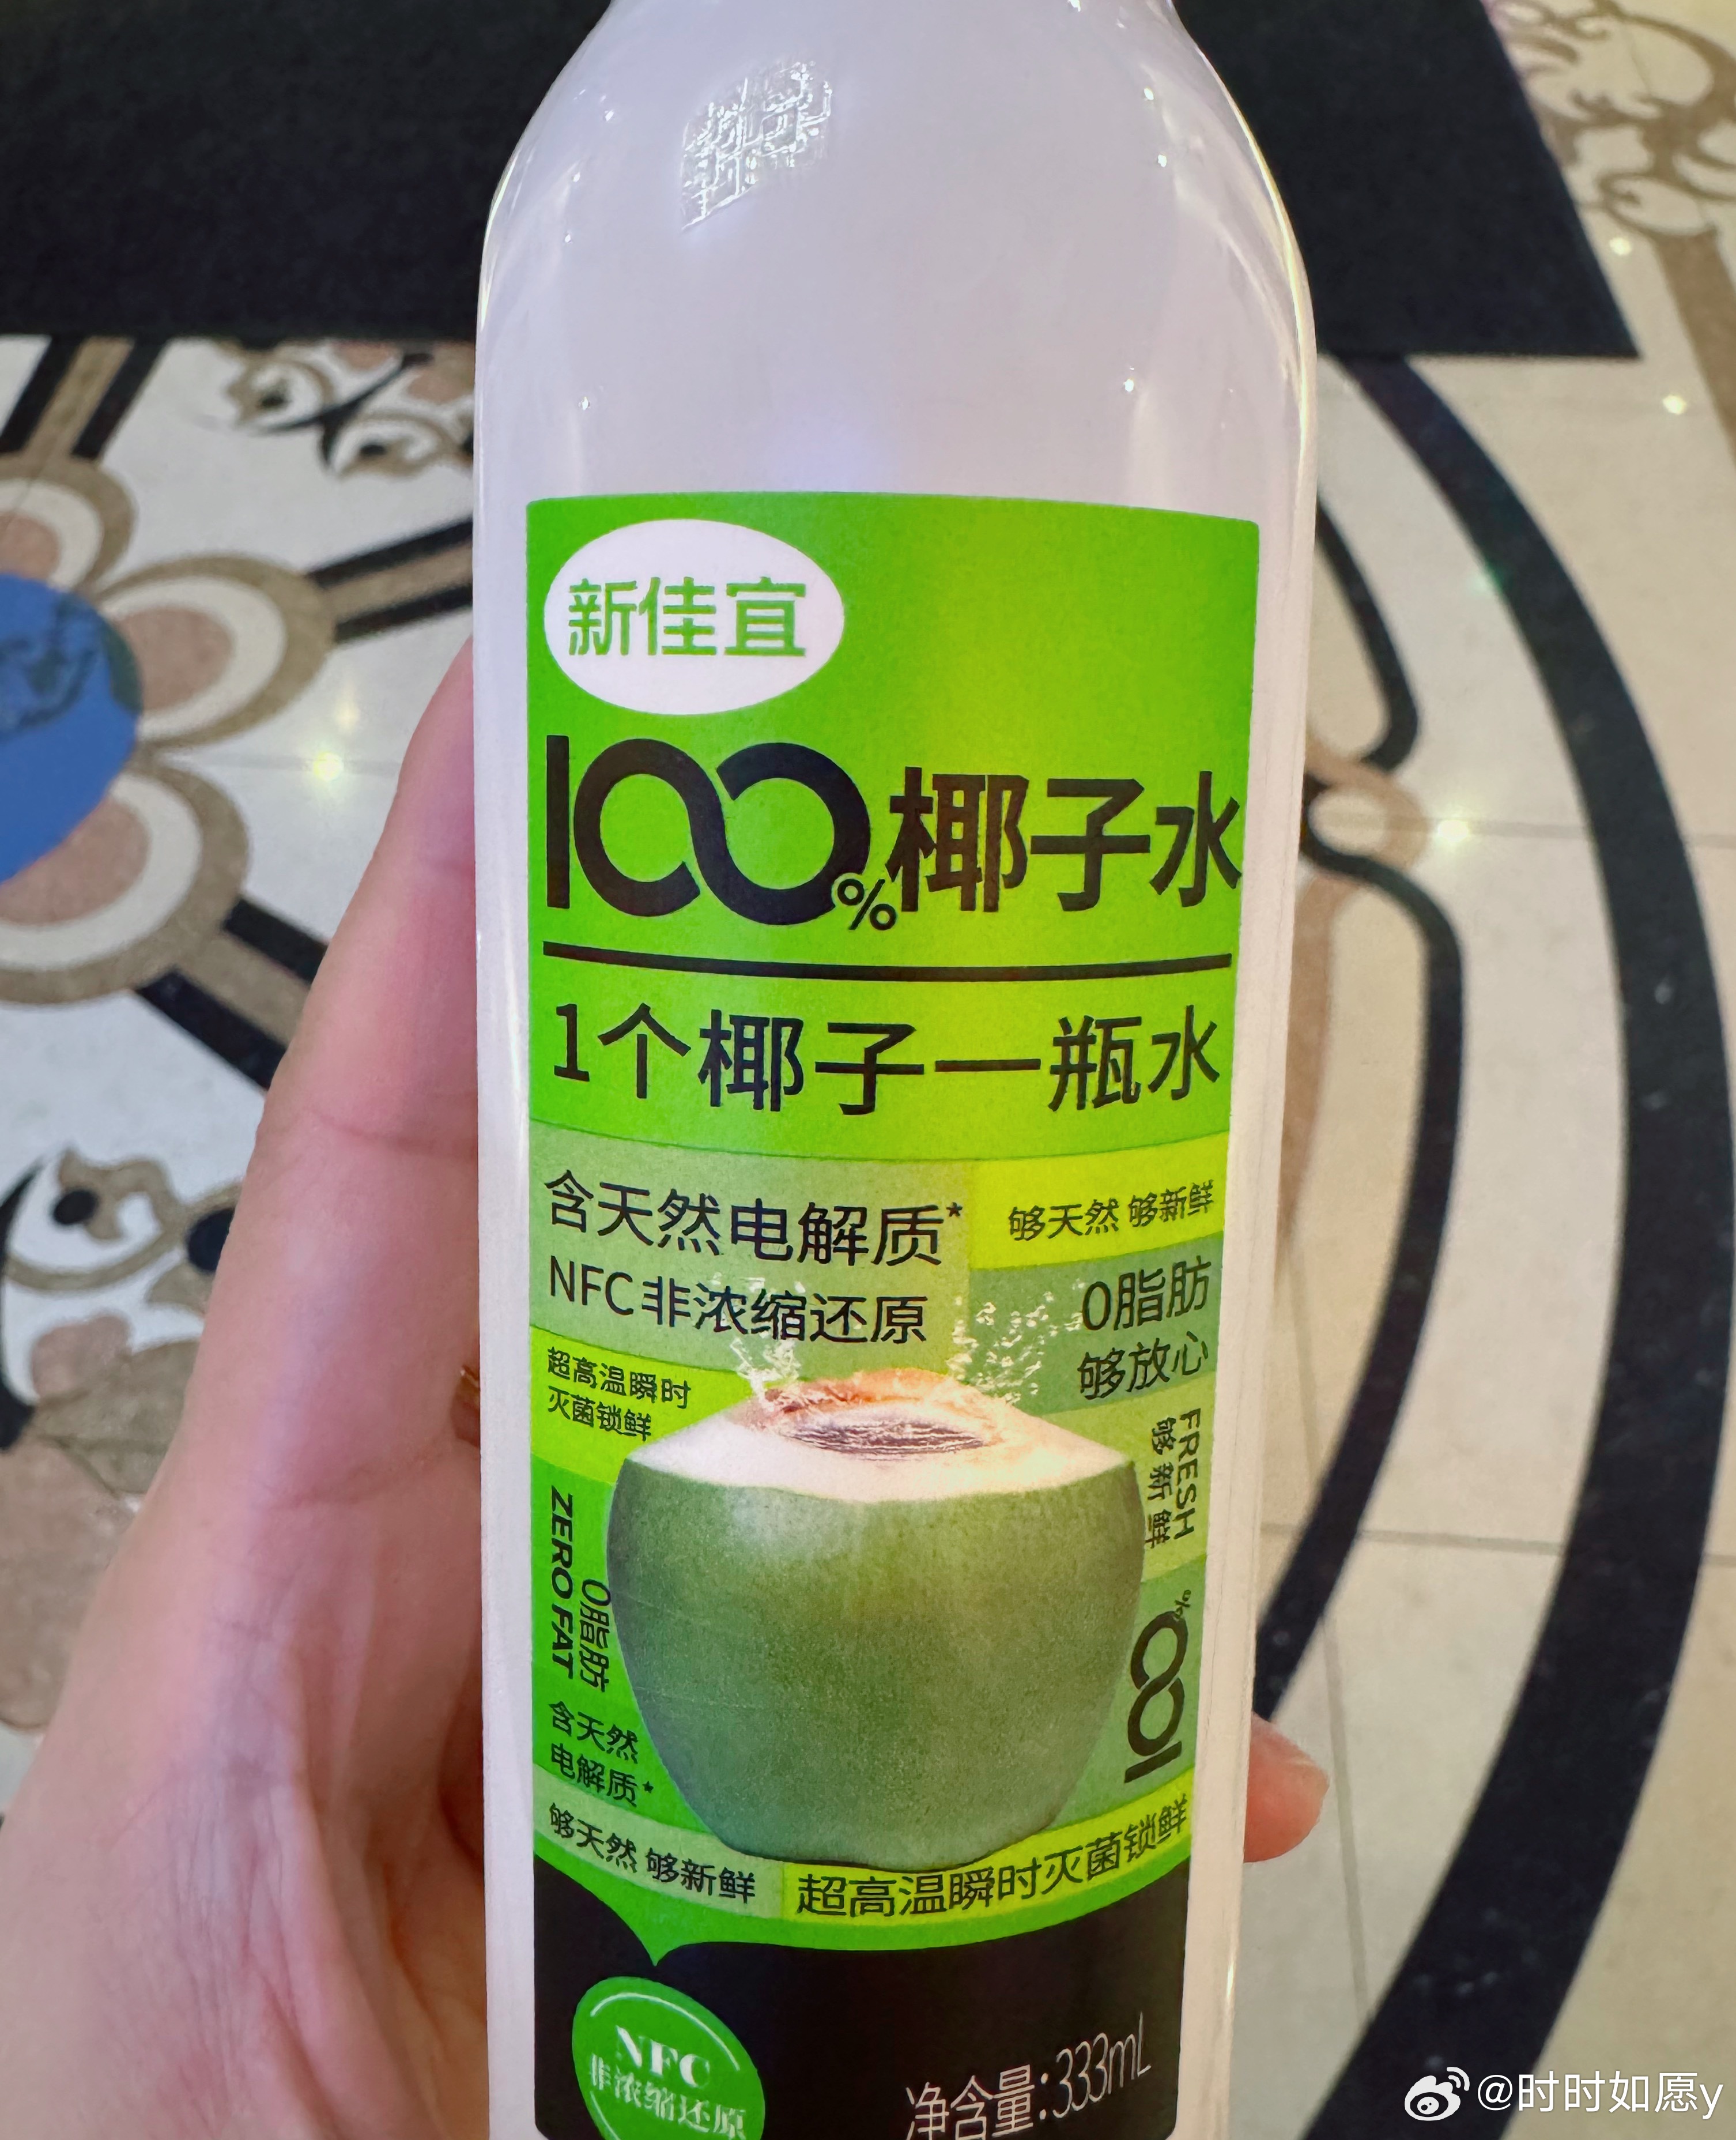 新佳宜
100%椰子水
1个椰子一瓶水
含天然电解质*
NFC非浓缩还原
够天然 够新鲜
0脂肪
够放心
超高温瞬时
灭菌锁鲜
FRESH
够新鲜
ZERO FAT
0脂肪
100%
含天然
电解质*
够天然 够新鲜
超高温瞬时灭菌锁鲜
NFC
非浓缩还原
净含量:333mL
@时时如愿y